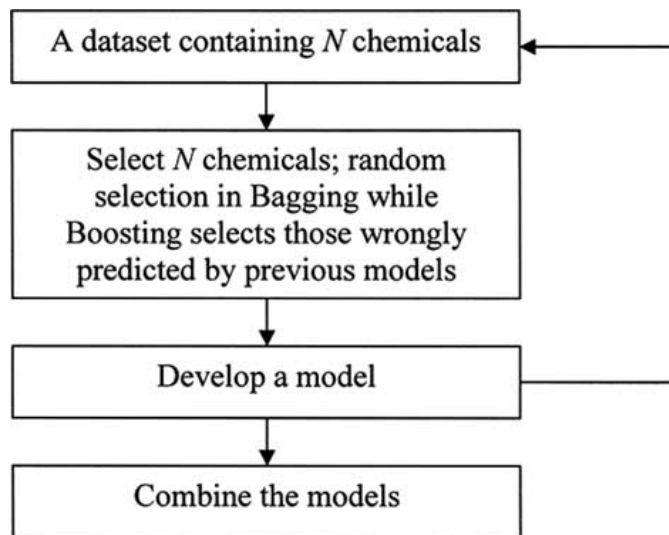 A dataset containing N chemicals
Select N chemicals; random
selection in Bagging while
Boosting selects those wrongly
predicted by previous models
Develop a model
Combine the models